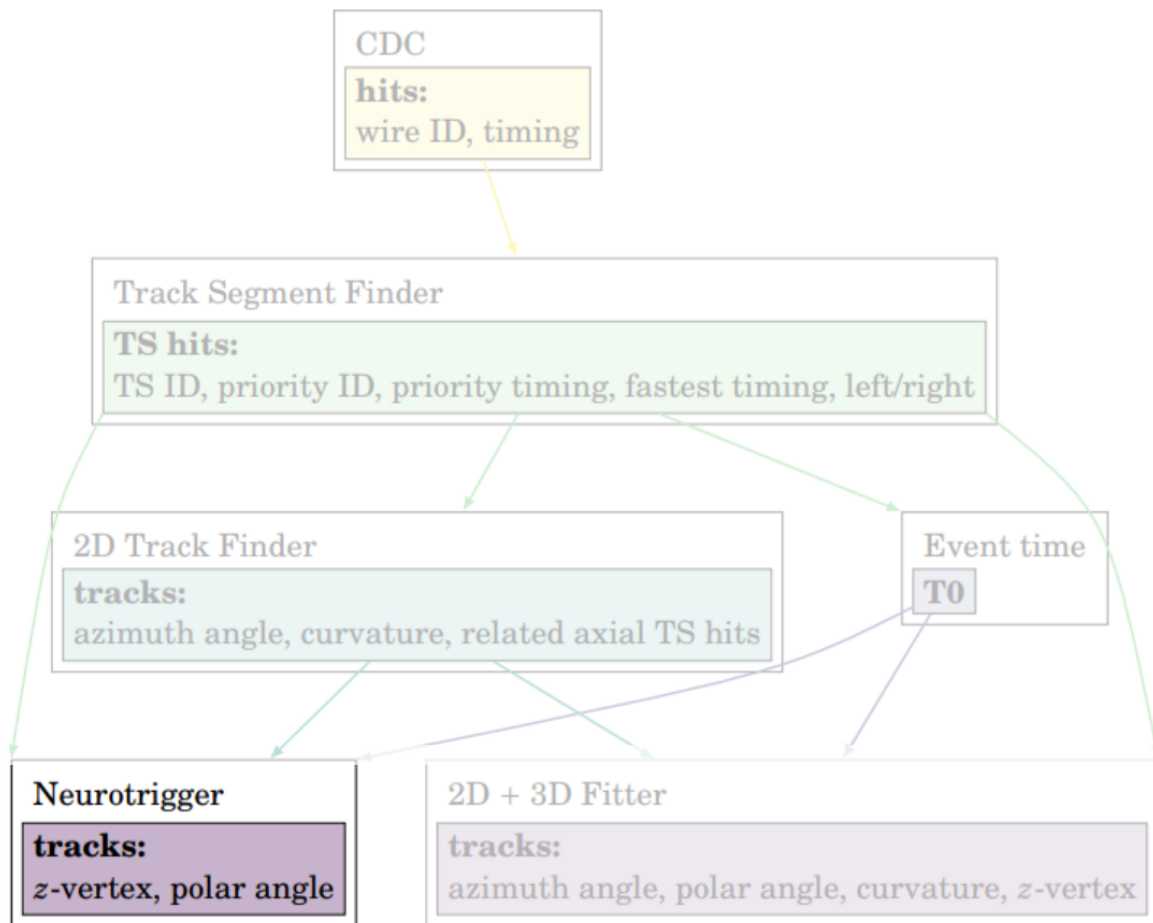 CDC
hits:
wire ID, timing
Track Segment Finder
TS hits:
TS ID, priority ID, priority timing, fastest timing, left/right
2D Track Finder
tracks:
azimuth angle, curvature, related axial TS hits
Event time
T0
Neurotrigger
tracks:
z-vertex, polar angle
2D + 3D Fitter
tracks:
azimuth angle, polar angle, curvature, z-vertex